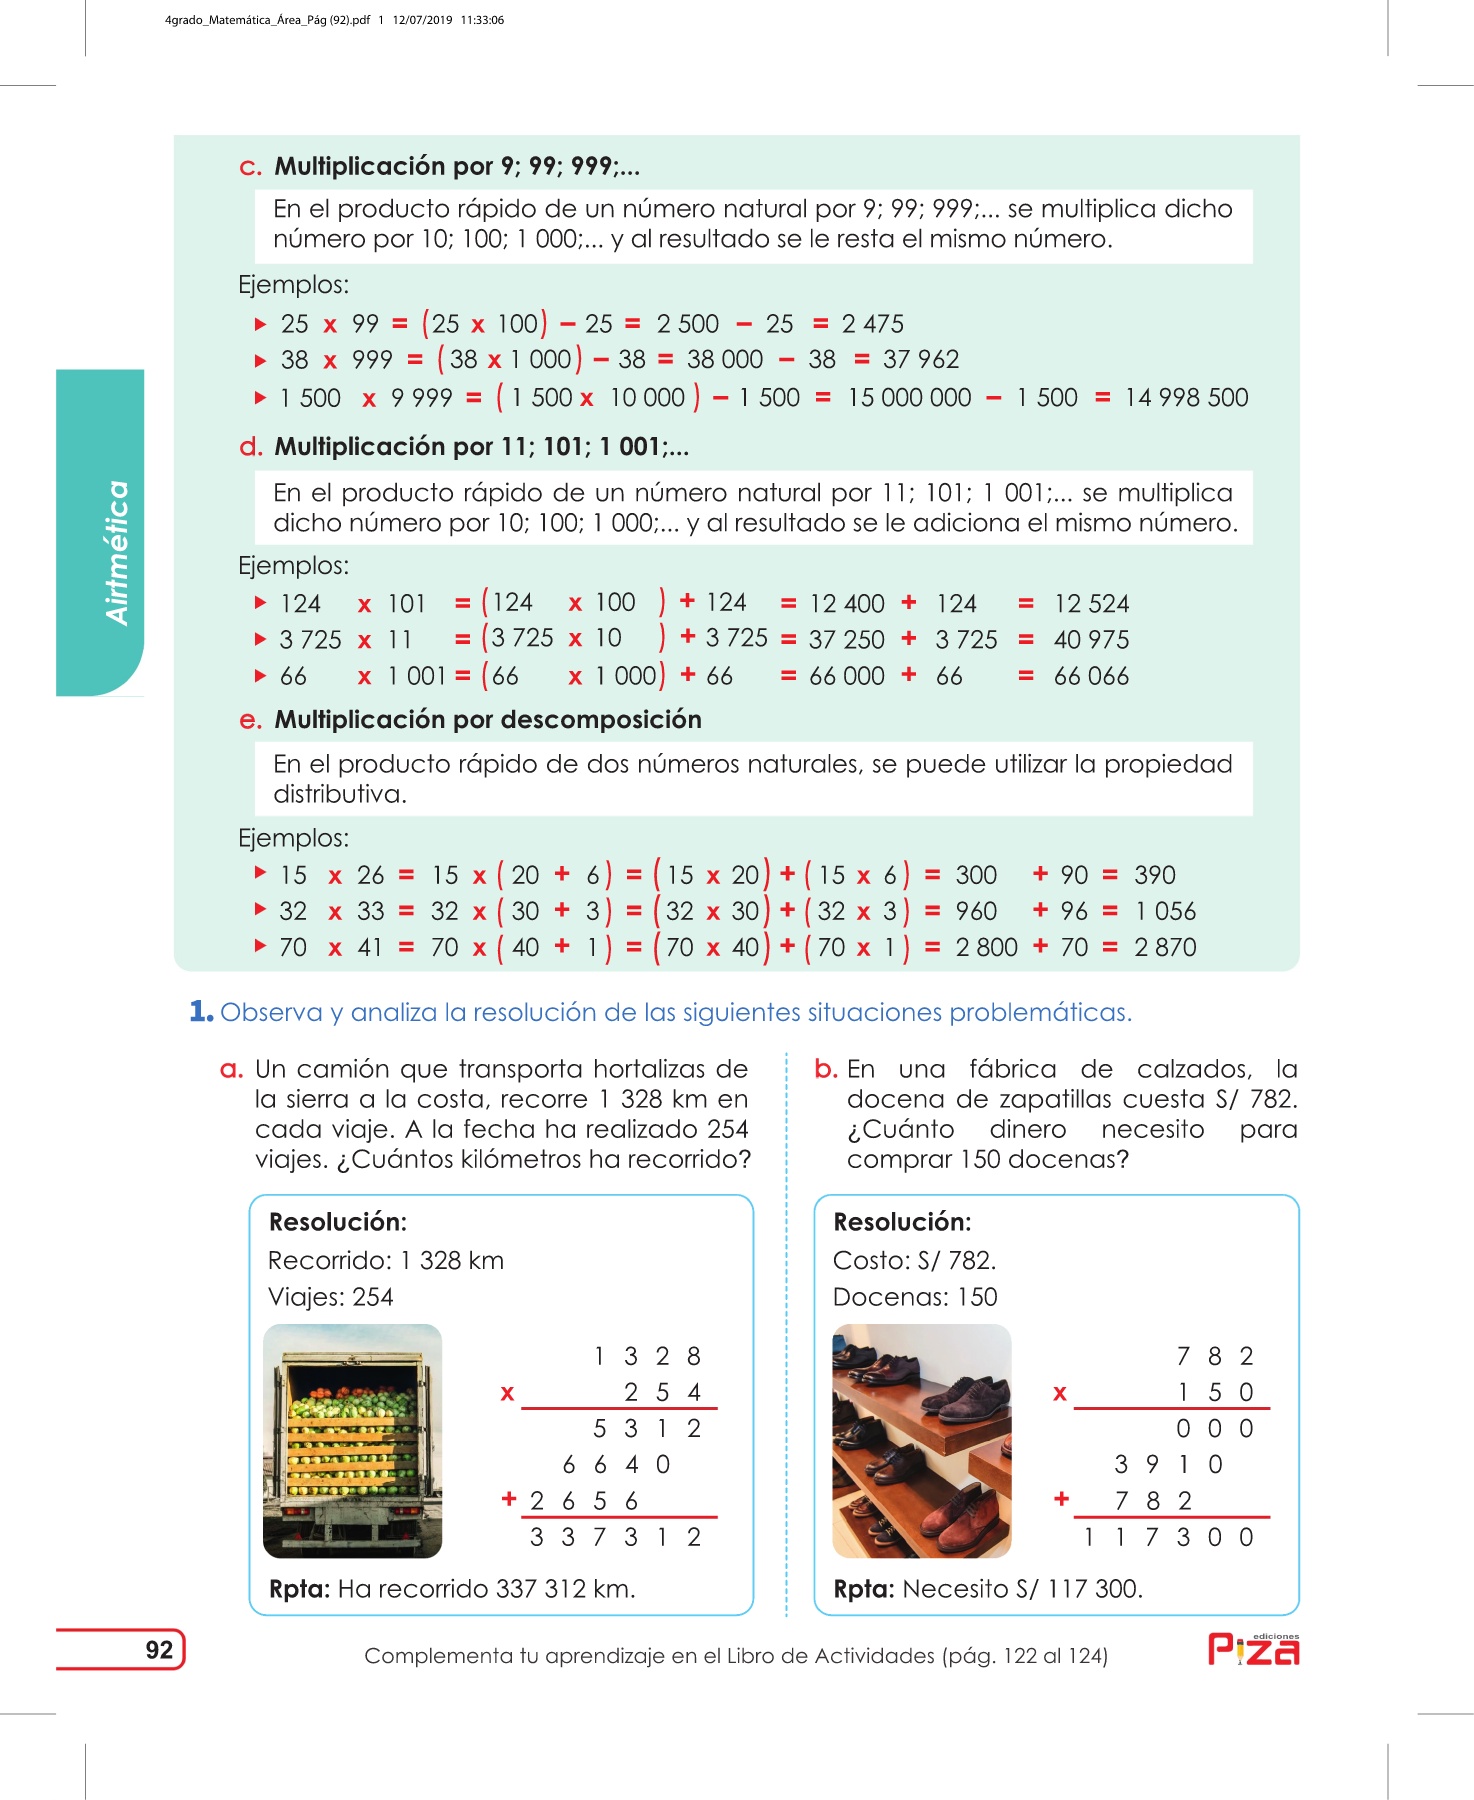 4grado_Matemática_Área_Pág (92).pdf 1 12/07/2019 11:33:06
c. Multiplicación por 9; 99; 999;...
En el producto rápido de un número natural por 9; 99; 999;... se multiplica dicho
número por 10; 100; 1 000;... y al resultado se le resta el mismo número.
Ejemplos:
25 x 99 = (25 x 100) – 25 = 2 500 – 25 = 2 475
38 x 999 = (38 x 1 000) – 38 = 38 000 – 38 = 37 962
1 500 x 9 999 = (1 500 x 10 000) – 1 500 = 15 000 000 – 1 500 = 14 998 500
d. Multiplicación por 11; 101; 1 001;...
En el producto rápido de un número natural por 11; 101; 1 001;... se multiplica
dicho número por 10; 100; 1 000;... y al resultado se le adiciona el mismo número.
Ejemplos:
124 x 101 = (124 x 100) + 124 = 12 400 + 124 = 12 524
3 725 x 11 = (3 725 x 10) + 3 725 = 37 250 + 3 725 = 40 975
66 x 1 001 = (66 x 1 000) + 66 = 66 000 + 66 = 66 066
e. Multiplicación por descomposición
En el producto rápido de dos números naturales, se puede utilizar la propiedad
distributiva.
Ejemplos:
15 x 26 = 15 x (20 + 6) = (15 x 20) + (15 x 6) = 300 + 90 = 390
32 x 33 = 32 x (30 + 3) = (32 x 30) + (32 x 3) = 960 + 96 = 1 056
70 x 41 = 70 x (40 + 1) = (70 x 40) + (70 x 1) = 2 800 + 70 = 2 870
Airtmética
1. Observa y analiza la resolución de las siguientes situaciones problemáticas.
a. Un camión que transporta hortalizas de
la sierra a la costa, recorre 1 328 km en
cada viaje. A la fecha ha realizado 254
viajes. ¿Cuántos kilómetros ha recorrido?
Resolución:
Recorrido: 1 328 km
Viajes: 254
1 3 2 8
x 2 5 4
5 3 1 2
6 6 4 0
+ 2 6 5 6
3 3 7 3 1 2
Rpta: Ha recorrido 337 312 km.
b. En una fábrica de calzados, la
docena de zapatillas cuesta S/ 782.
¿Cuánto dinero necesito para
comprar 150 docenas?
Resolución:
Costo: S/ 782.
Docenas: 150
7 8 2
x 1 5 0
0 0 0
3 9 1 0
+ 7 8 2
1 1 7 3 0 0
Rpta: Necesito S/ 117 300.
92
Complementa tu aprendizaje en el Libro de Actividades (pág. 122 al 124)
ediciones
Piza